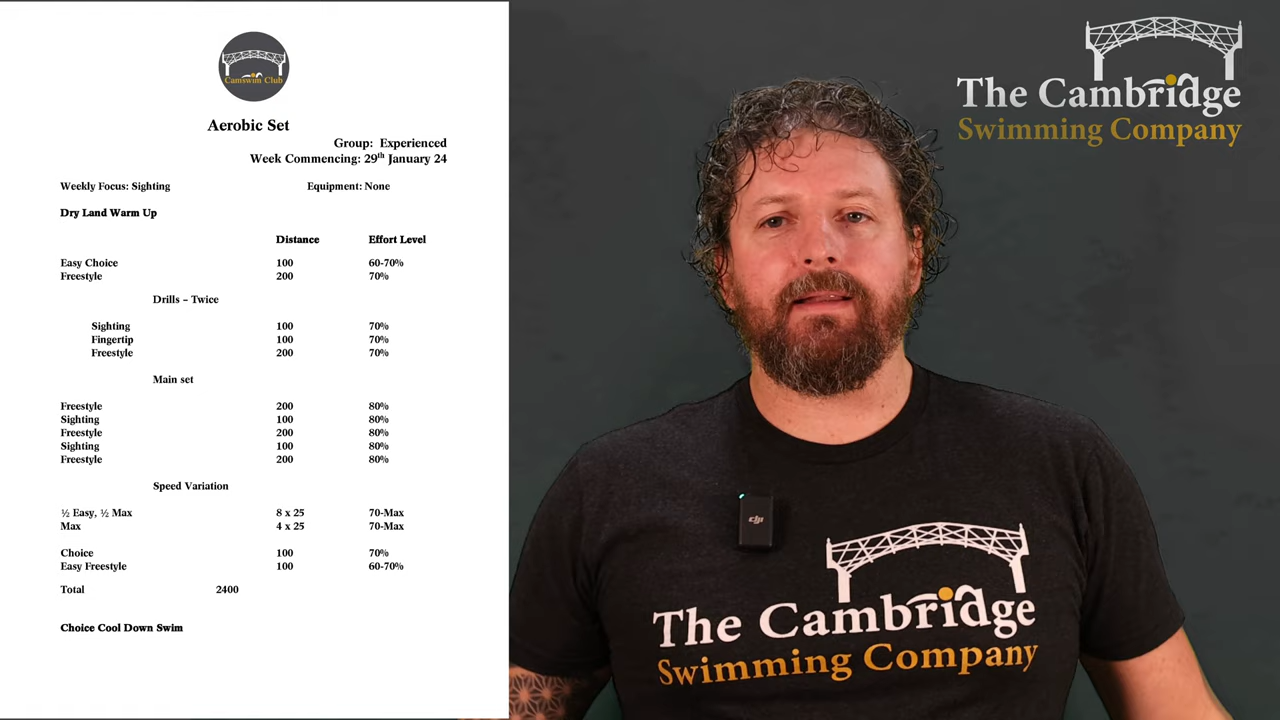 Camswim Club
Aerobic Set
Group: Experienced
Week Commencing: 29th January 24
Weekly Focus: Sighting Equipment: None
Dry Land Warm Up
Distance Effort Level
Easy Choice 100 60-70%
Freestyle 200 70%
Drills – Twice
Sighting 100 70%
Fingertip 100 70%
Freestyle 200 70%
Main set
Freestyle 200 80%
Sighting 100 80%
Freestyle 200 80%
Sighting 100 80%
Freestyle 200 80%
Speed Variation
½ Easy, ½ Max 8 x 25 70-Max
Max 4 x 25 70-Max
Choice 100 70%
Easy Freestyle 100 60-70%
Total 2400
Choice Cool Down Swim
The Cambridge
Swimming Company
dji
The Cambridge
Swimming Company